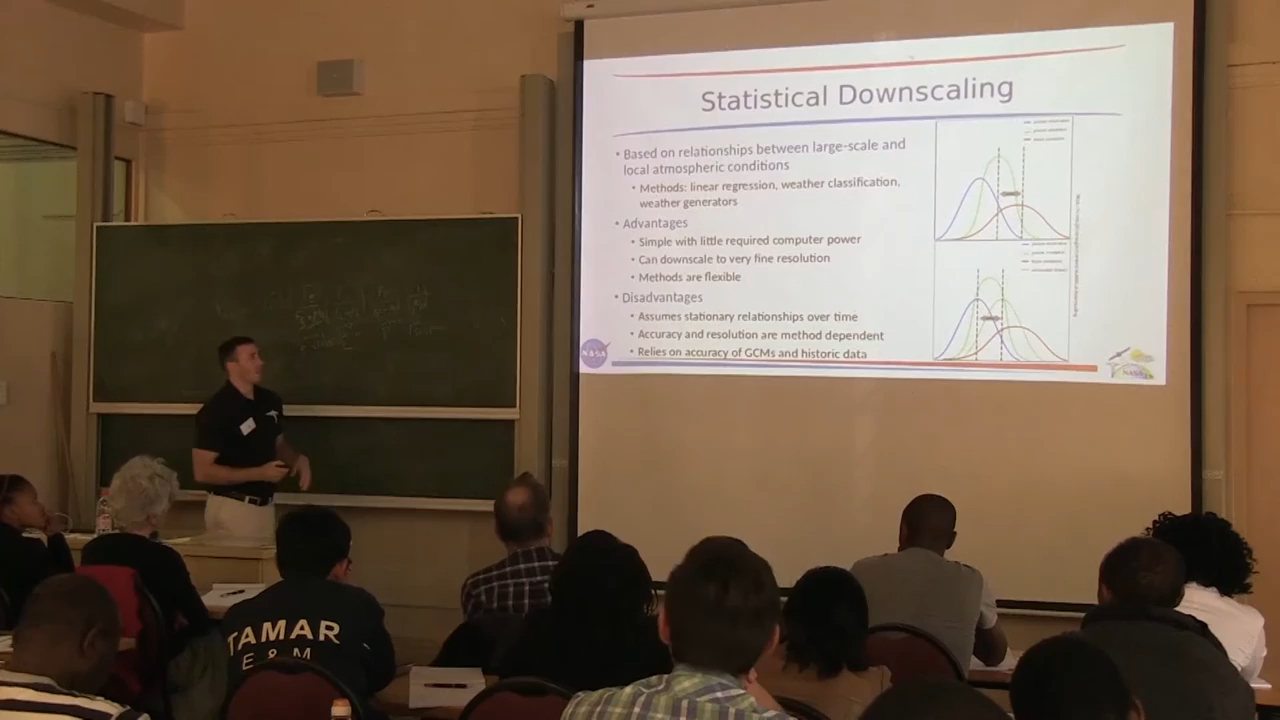 Statistical Downscaling
• Based on relationships between large-scale and
local atmospheric conditions
• Methods: linear regression, weather classification,
weather generators
• Advantages
• Simple with little required computer power
• Can downscale to very fine resolution
• Methods are flexible
• Disadvantages
• Assumes stationary relationships over time
• Accuracy and resolution are method dependent
• Relies on accuracy of GCMs and historic data
NASA
NASA
TAMAR
E & M